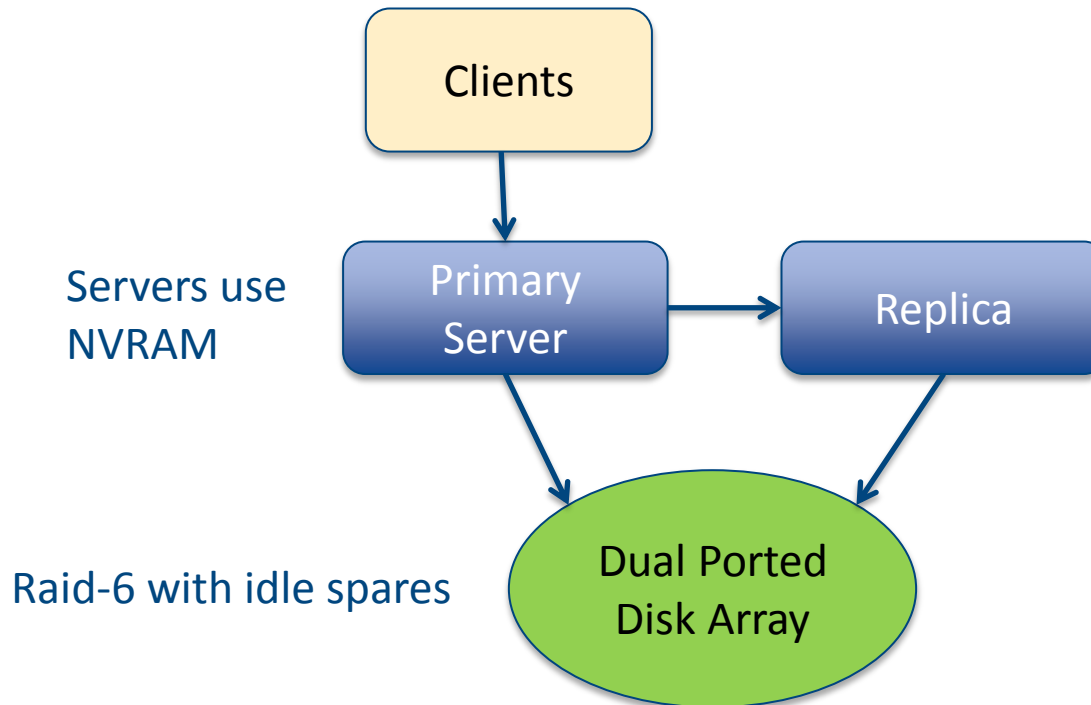 Clients
Servers use
NVRAM
Primary
Server
Replica
Raid-6 with idle spares
Dual Ported
Disk Array